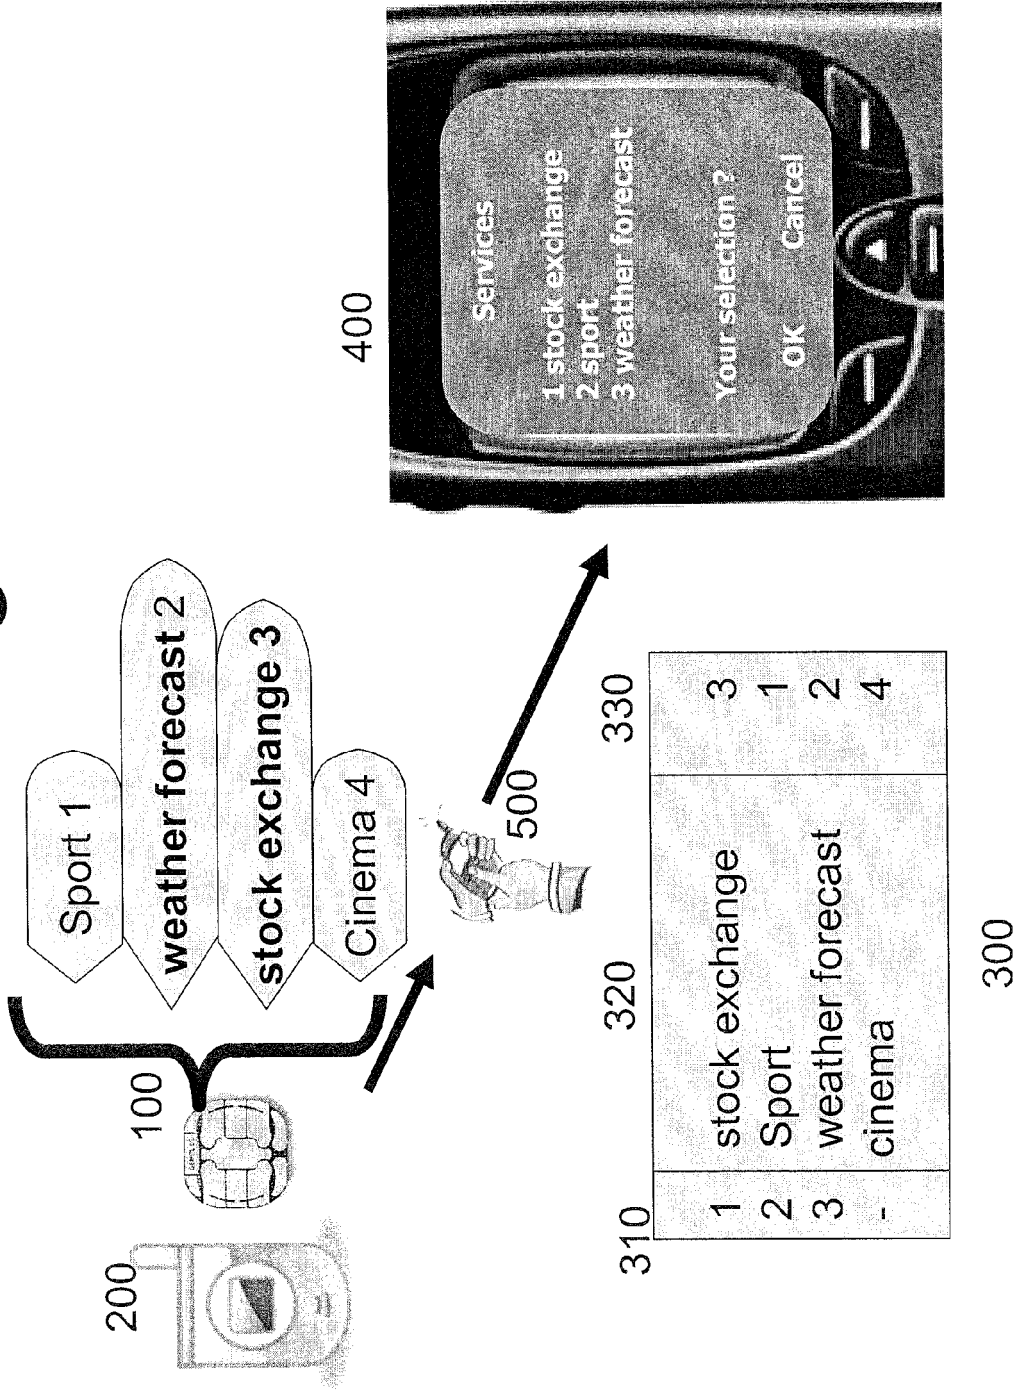 200
100
Sport 1
weather forecast 2
stock exchange 3
Cinema 4
500
400
Services
1 stock exchange
2 sport
3 weather forecast
Your selection ?
OK Cancel
310 320 330
1 stock exchange 3
2 Sport 1
3 weather forecast 2
- cinema 4
300